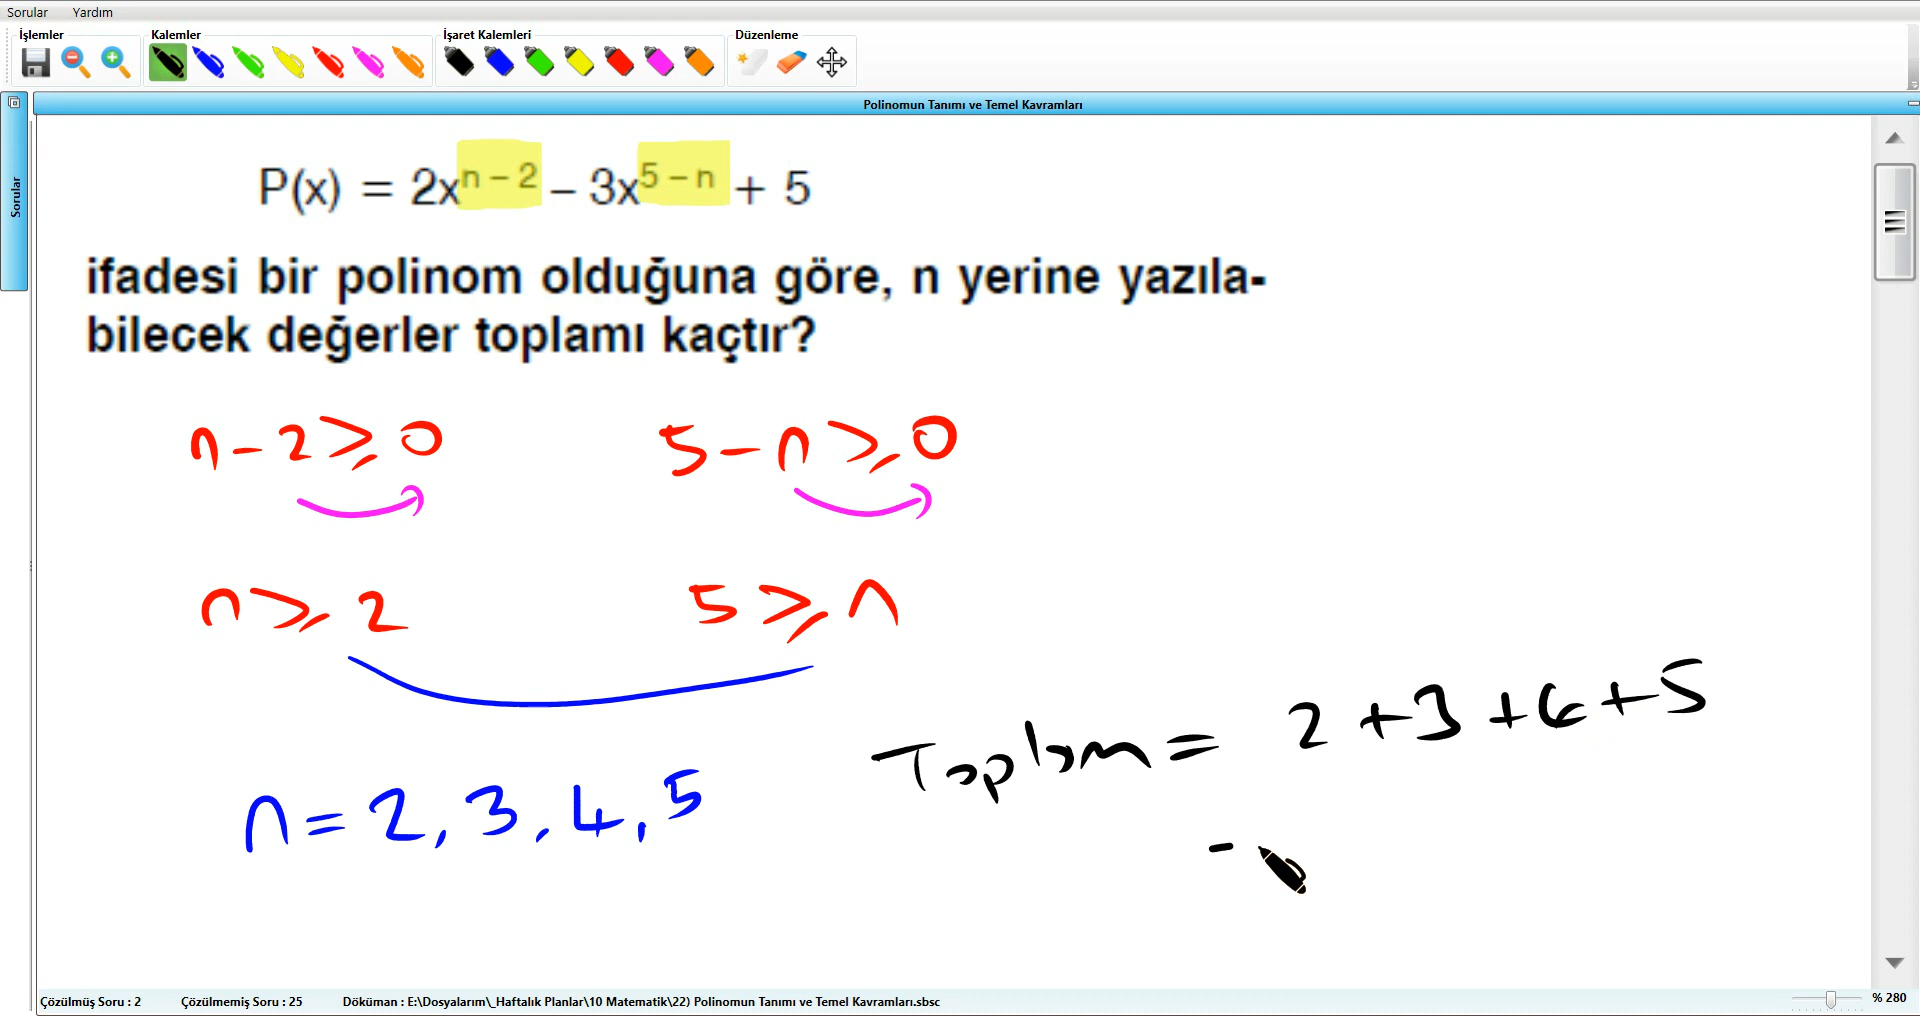 Sorular Yardım
İşlemler Kalemler İşaret Kalemleri Düzenleme
Polinomun Tanımı ve Temel Kavramları
Sorular
P(x) = 2x^{n – 2} – 3x^{5 – n} + 5
ifadesi bir polinom olduğuna göre, n yerine yazıla-
bilecek değerler toplamı kaçtır?
n – 2 ≥ 0 5 – n ≥ 0
n ≥ 2 5 ≥ n
n = 2, 3, 4, 5
Toplam = 2 + 3 + 4 + 5
-
Çözülmüş Soru : 2 Çözülmemiş Soru : 25 Döküman : E:\Dosyalarım\_Haftalık Planlar\10 Matematik\22) Polinomun Tanımı ve Temel Kavramları.sbsc % 280